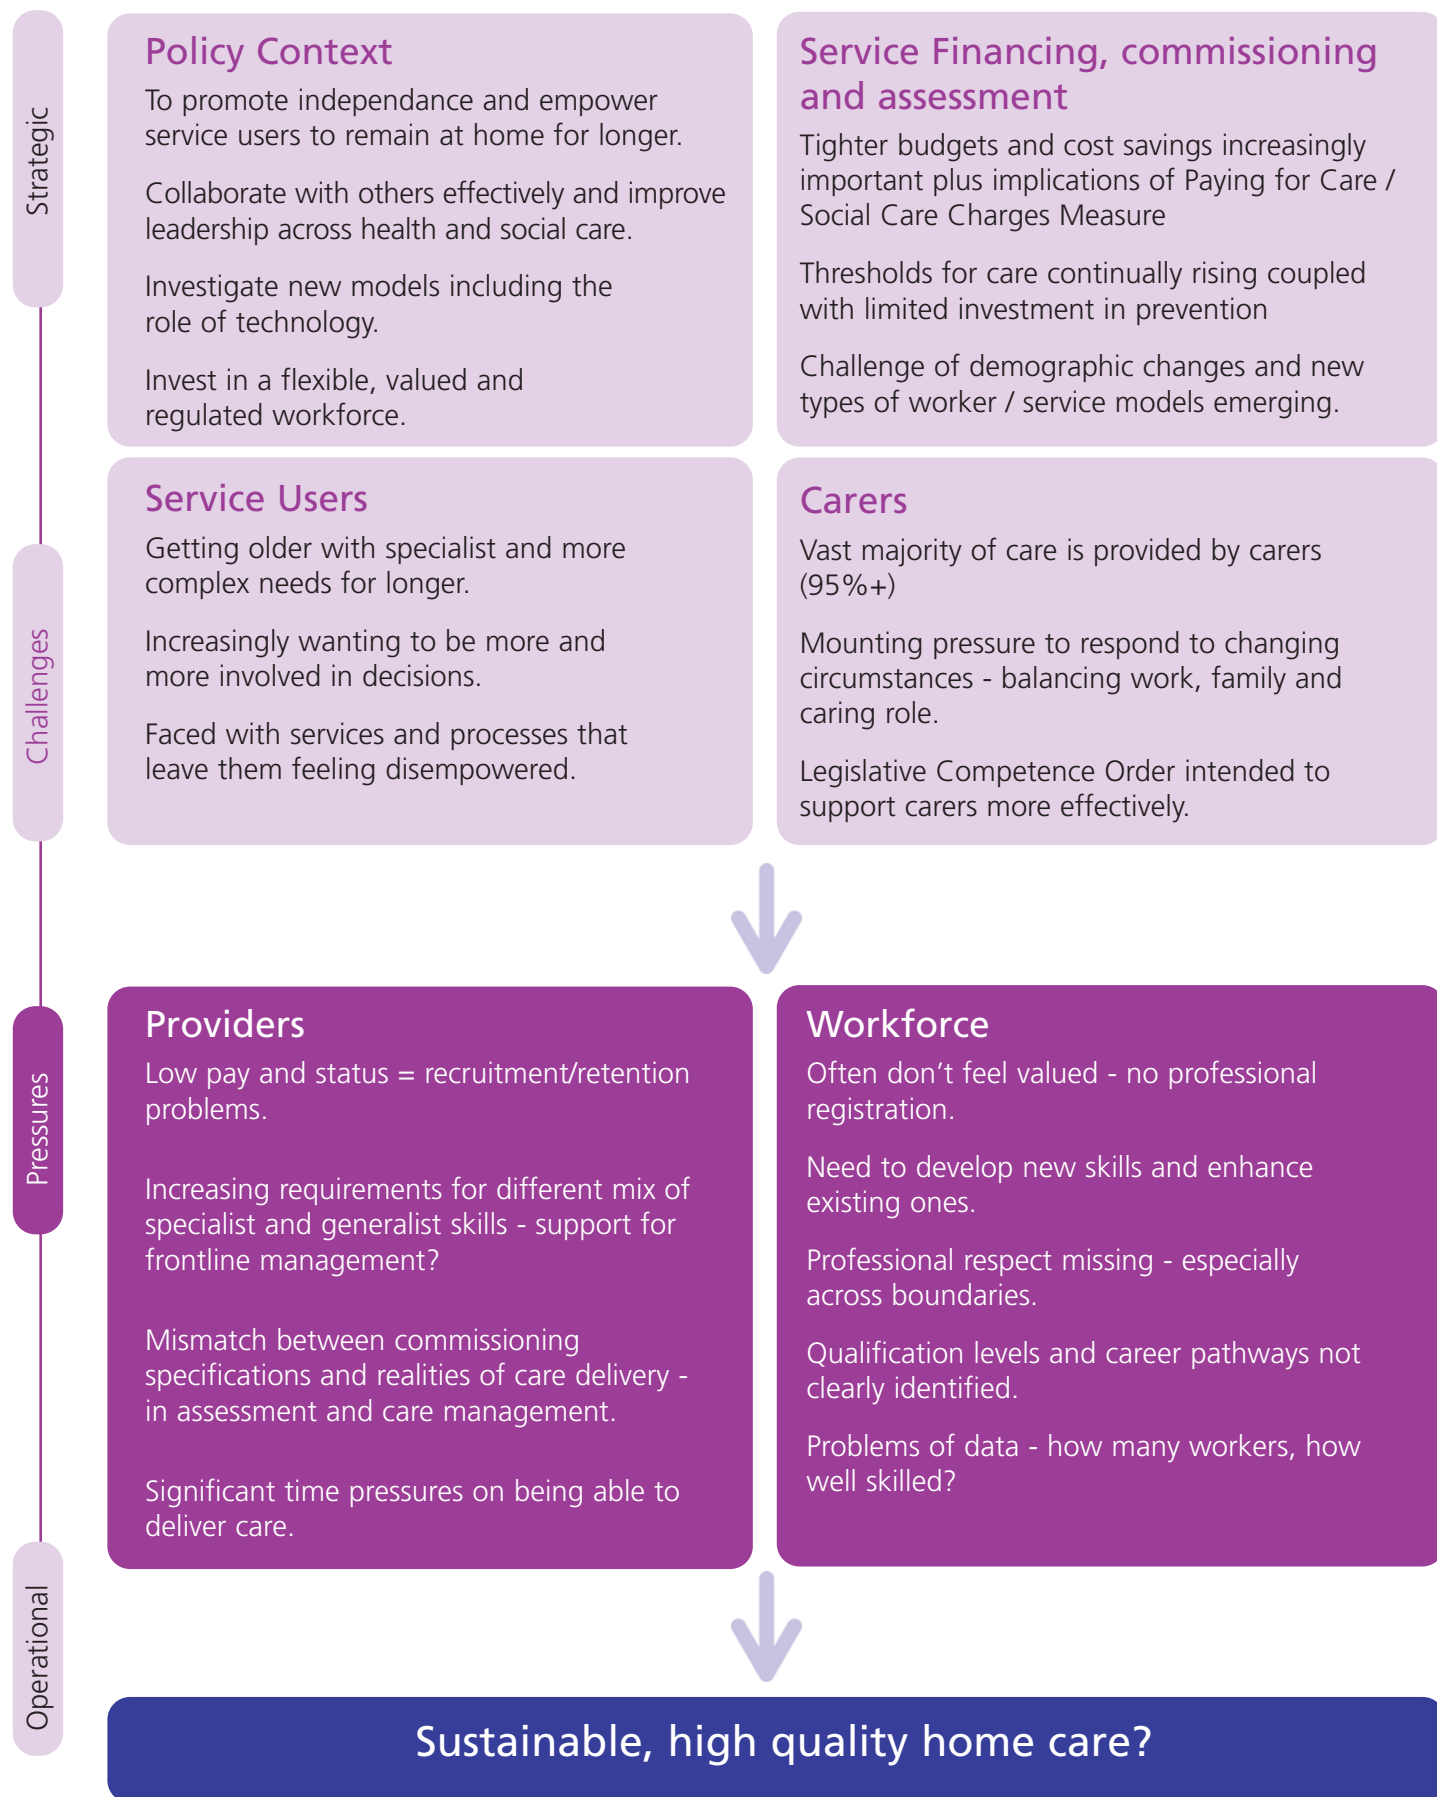 Strategic
Policy Context
To promote independance and empower
service users to remain at home for longer.
Collaborate with others effectively and improve
leadership across health and social care.
Investigate new models including the
role of technology.
Invest in a flexible, valued and
regulated workforce.
Service Financing, commissioning
and assessment
Tighter budgets and cost savings increasingly
important plus implications of Paying for Care /
Social Care Charges Measure
Thresholds for care continually rising coupled
with limited investment in prevention
Challenge of demographic changes and new
types of worker / service models emerging.
Challenges
Service Users
Getting older with specialist and more
complex needs for longer.
Increasingly wanting to be more and
more involved in decisions.
Faced with services and processes that
leave them feeling disempowered.
Carers
Vast majority of care is provided by carers
(95%+)
Mounting pressure to respond to changing
circumstances - balancing work, family and
caring role.
Legislative Competence Order intended to
support carers more effectively.
Pressures
Providers
Low pay and status = recruitment/retention
problems.
Increasing requirements for different mix of
specialist and generalist skills - support for
frontline management?
Mismatch between commissioning
specifications and realities of care delivery -
in assessment and care management.
Significant time pressures on being able to
deliver care.
Workforce
Often don’t feel valued - no professional
registration.
Need to develop new skills and enhance
existing ones.
Professional respect missing - especially
across boundaries.
Qualification levels and career pathways not
clearly identified.
Problems of data - how many workers, how
well skilled?
Operational
Sustainable, high quality home care?